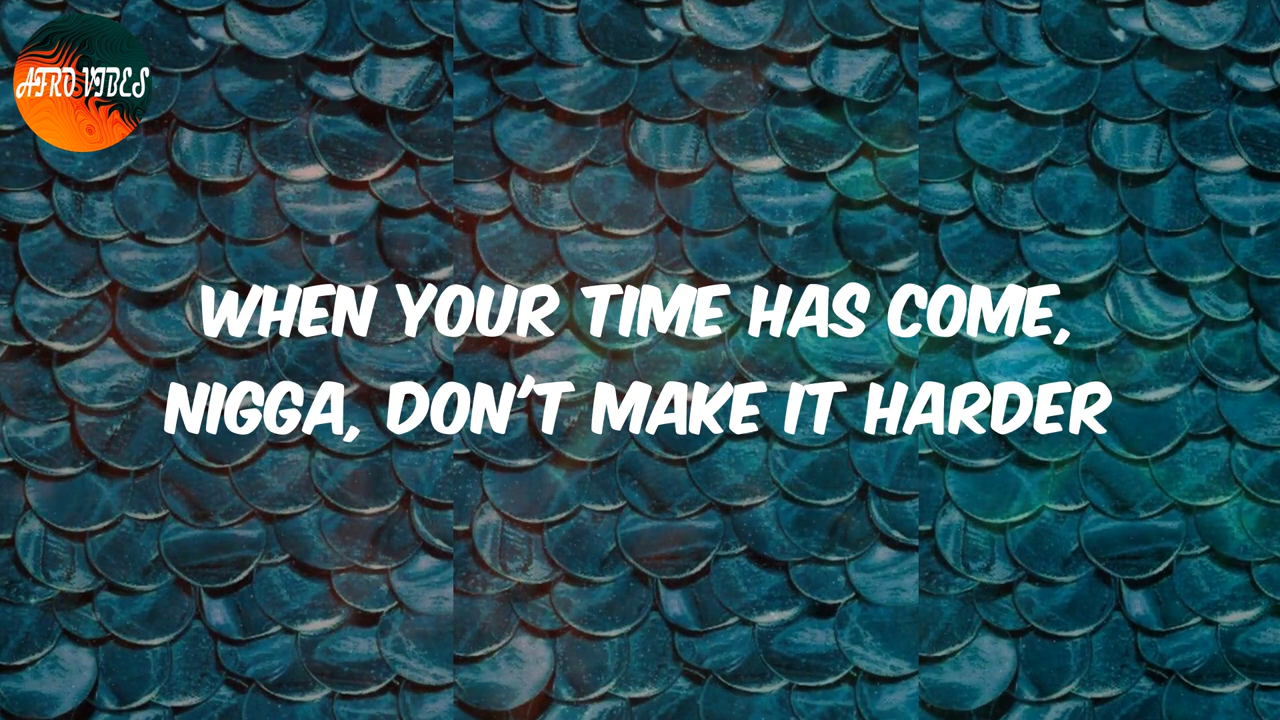 AFRO VIBES
WHEN YOUR TIME HAS COME,
NIGGA, DON'T MAKE IT HARDER